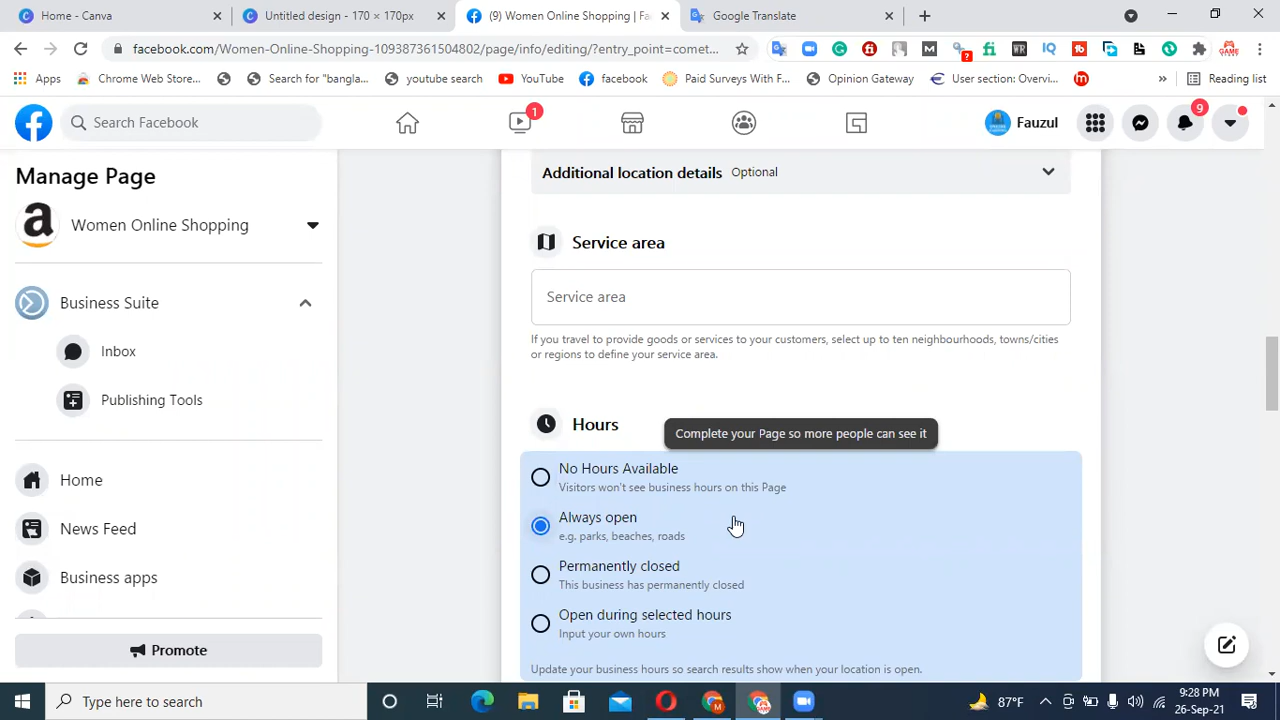 Home - Canva
Untitled design - 170 × 170px
(9) Women Online Shopping | Fa
Google Translate
facebook.com/Women-Online-Shopping-109387361504802/page/info/editing/?entry_point=comet...
Apps
Chrome Web Store...
Search for "bangla...
youtube search
YouTube
facebook
Paid Surveys With F...
Opinion Gateway
User section: Overvi...
»
Reading list
Search Facebook
1
Fauzul
9
Manage Page
Women Online Shopping
Business Suite
Inbox
Publishing Tools
Home
News Feed
Business apps
Promote
Additional location details Optional
Service area
Service area
If you travel to provide goods or services to your customers, select up to ten neighbourhoods, towns/cities
or regions to define your service area.
Hours
Complete your Page so more people can see it
No Hours Available
Visitors won't see business hours on this Page
Always open
e.g. parks, beaches, roads
Permanently closed
This business has permanently closed
Open during selected hours
Input your own hours
Update your business hours so search results show when your location is open.
Type here to search
87°F
9:28 PM
26-Sep-21